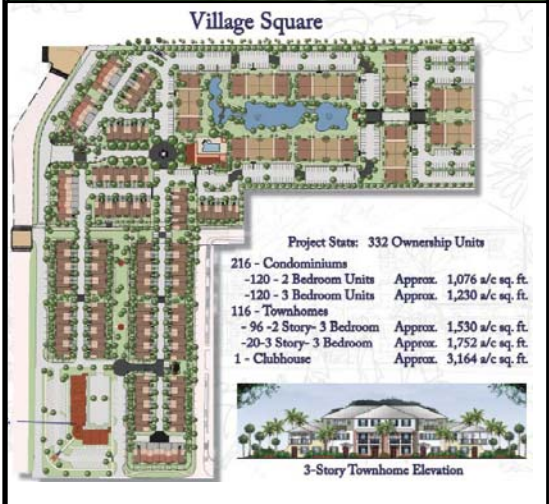 Village Square
Project Stats: 332 Ownership Units
216 - Condominiums
-120 - 2 Bedroom Units Approx. 1,076 a/c sq. ft.
-120 - 3 Bedroom Units Approx. 1,230 a/c sq. ft.
116 - Townhomes
- 96 -2 Story- 3 Bedroom Approx. 1,530 a/c sq. ft.
-20-3 Story- 3 Bedroom Approx. 1,752 a/c sq. ft.
1 - Clubhouse Approx. 3,164 a/c sq. ft.
3-Story Townhome Elevation